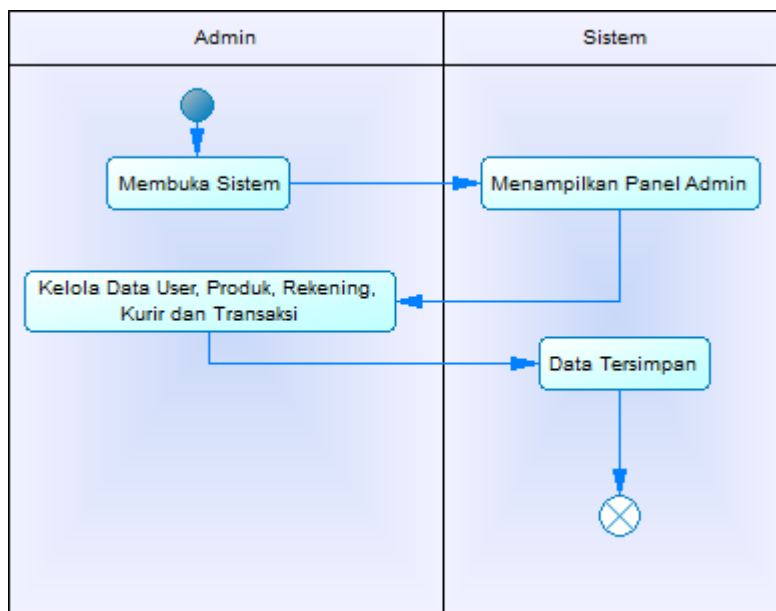 Admin
Sistem
Membuka Sistem
Menampilkan Panel Admin
Kelola Data User, Produk, Rekening,
Kurir dan Transaksi
Data Tersimpan